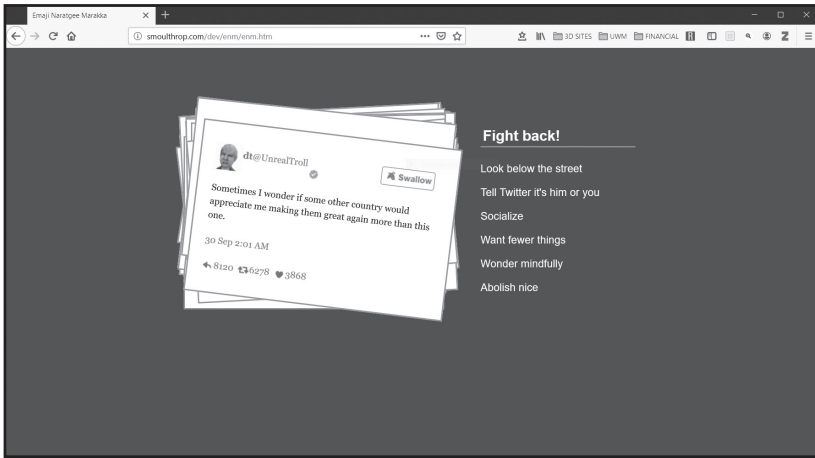 Emaji Naratgee Marakka
smoulthrop.com/dev/enm/enm.htm
3D SITES
UWM
FINANCIAL
Z
dt@UnrealTroll
Swallow
Sometimes I wonder if some other country would
appreciate me making them great again more than this
one.
30 Sep 2:01 AM
8120 6278 3868
Fight back!
Look below the street
Tell Twitter it's him or you
Socialize
Want fewer things
Wonder mindfully
Abolish nice